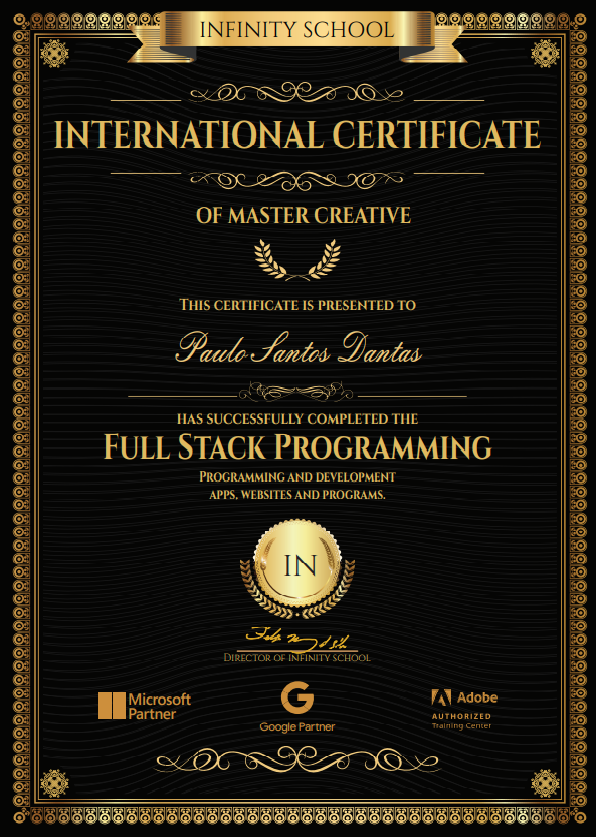 INFINITY SCHOOL
INTERNATIONAL CERTIFICATE
OF MASTER CREATIVE
THIS CERTIFICATE IS PRESENTED TO
Paulo Santos Dantas
HAS SUCCESSFULLY COMPLETED THE
FULL STACK PROGRAMMING
PROGRAMMING AND DEVELOPMENT
APPS, WEBSITES AND PROGRAMS.
IN
DIRECTOR OF INFINITY SCHOOL
Microsoft
Partner
G
Google Partner
Adobe
AUTHORIZED
Training Center